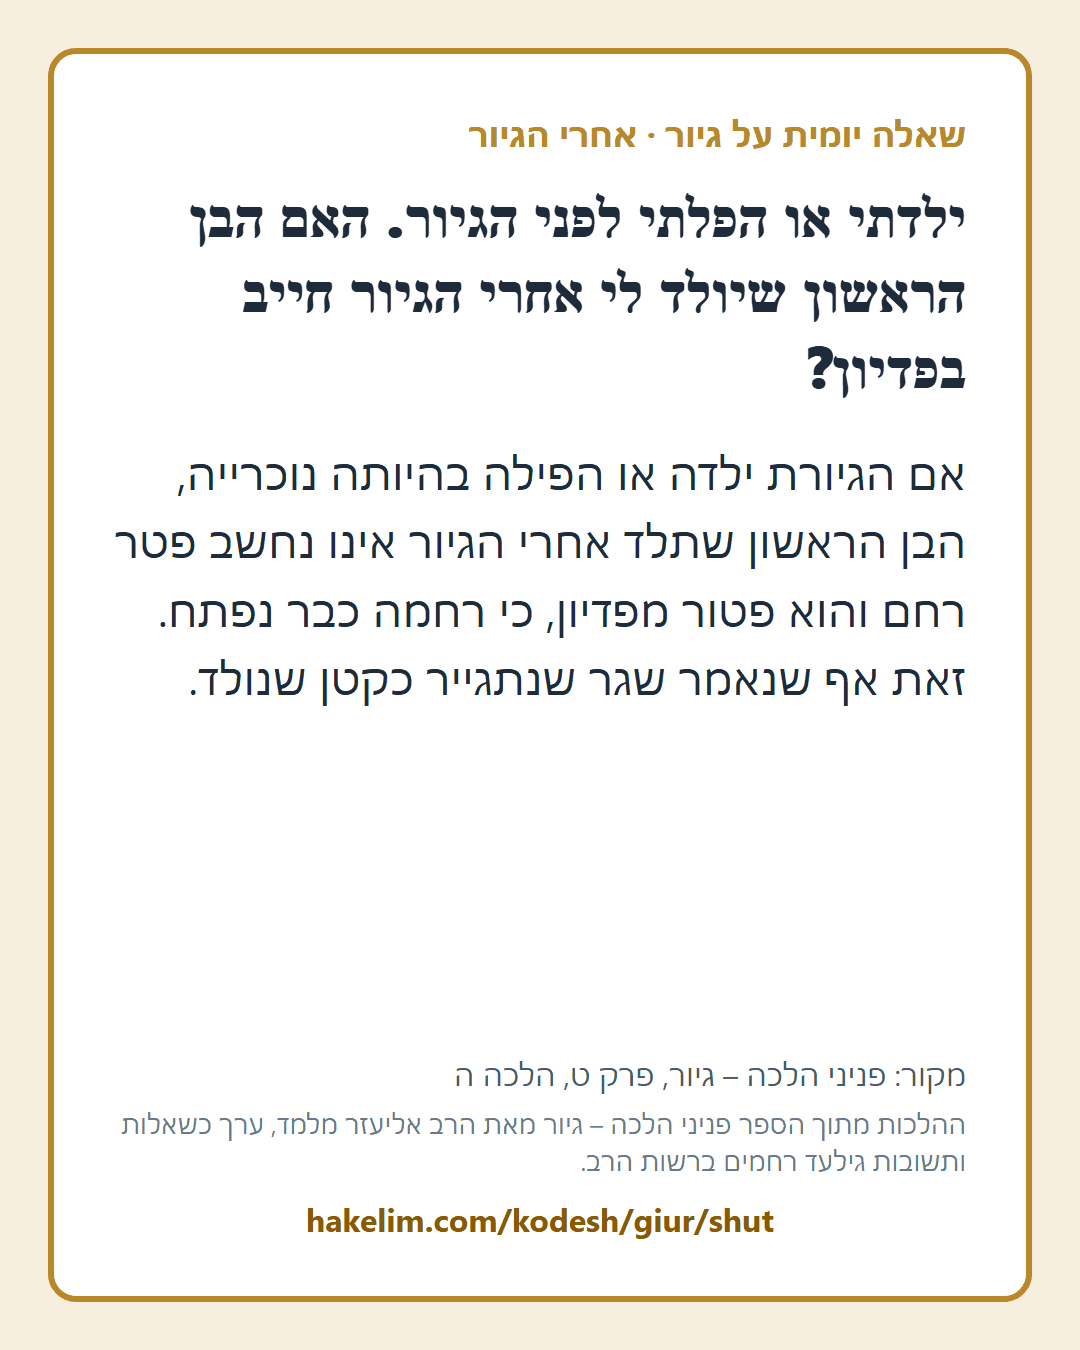 שאלה יומית על גיור · אחרי הגיור
ילדתי או הפלתי לפני הגיור. האם הבן
הראשון שיולד לי אחרי הגיור חייב
בפדיון?
אם הגיורת ילדה או הפילה בהיותה נוכרייה,
הבן הראשון שתלד אחרי הגיור אינו נחשב פטר
רחם והוא פטור מפדיון, כי רחמה כבר נפתח.
זאת אף שנאמר שגר שנתגייר כקטן שנולד.
מקור: פניני הלכה – גיור, פרק ט, הלכה ה
ההלכות מתוך הספר פניני הלכה – גיור מאת הרב אליעזר מלמד, ערך כשאלות
ותשובות גילעד רחמים ברשות הרב.
hakelim.com/kodesh/giur/shut